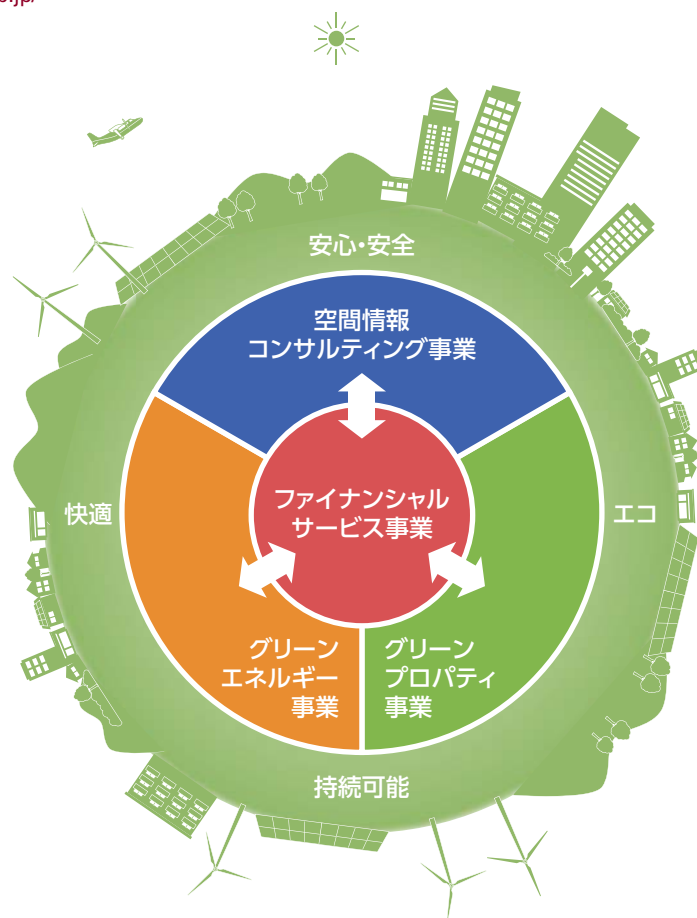 安心・安全
空間情報
コンサルティング事業
ファイナンシャル
サービス事業
快適
エコ
グリーン
エネルギー
事業
グリーン
プロパティ
事業
持続可能